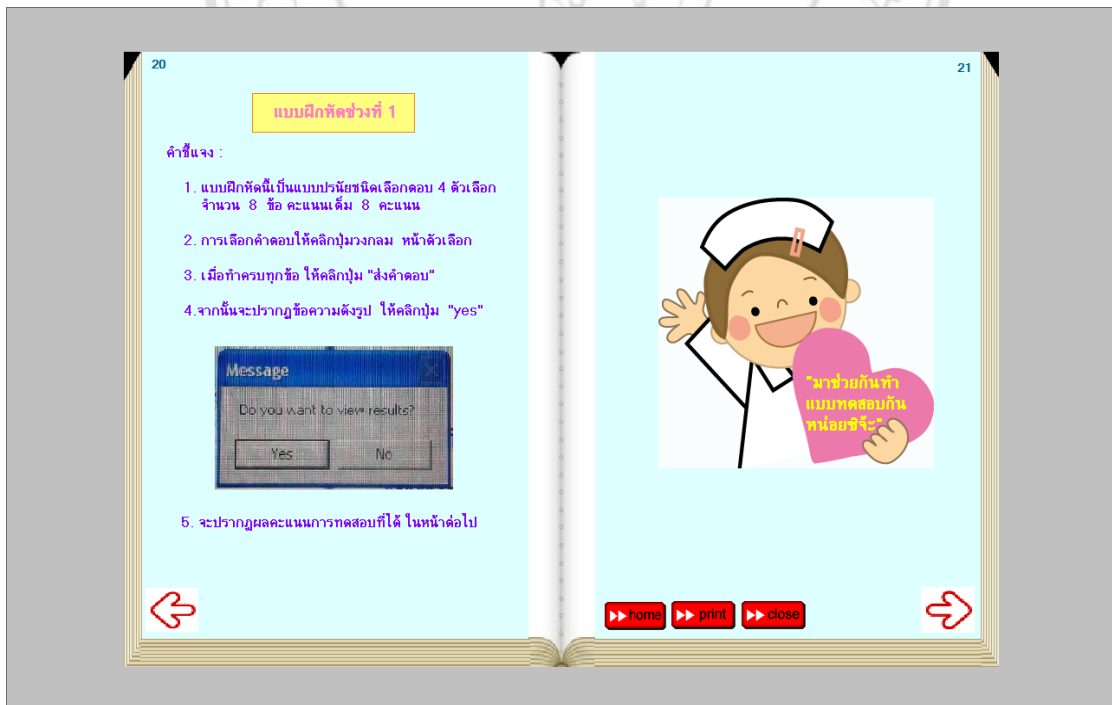 20
แบบฝึกหัดช่วงที่ 1
คำชี้แจง :
1. แบบฝึกหัดนี้เป็นแบบปรนัยชนิดเลือกตอบ 4 ตัวเลือก
จำนวน 8 ข้อ คะแนนเต็ม 8 คะแนน
2. การเลือกคำตอบให้คลิกปุ่มวงกลม หน้าตัวเลือก
3. เมื่อทำครบทุกข้อ ให้คลิกปุ่ม "ส่งคำตอบ"
4.จากนั้นจะปรากฏข้อความดังรูป ให้คลิกปุ่ม "yes"
Message
Do you want to view results?
Yes No
5. จะปรากฏผลคะแนนการทดสอบที่ได้ ในหน้าต่อไป
21
"มาช่วยกันทำ
แบบทดสอบกัน
หน่อยซิจ้ะ"
home print close